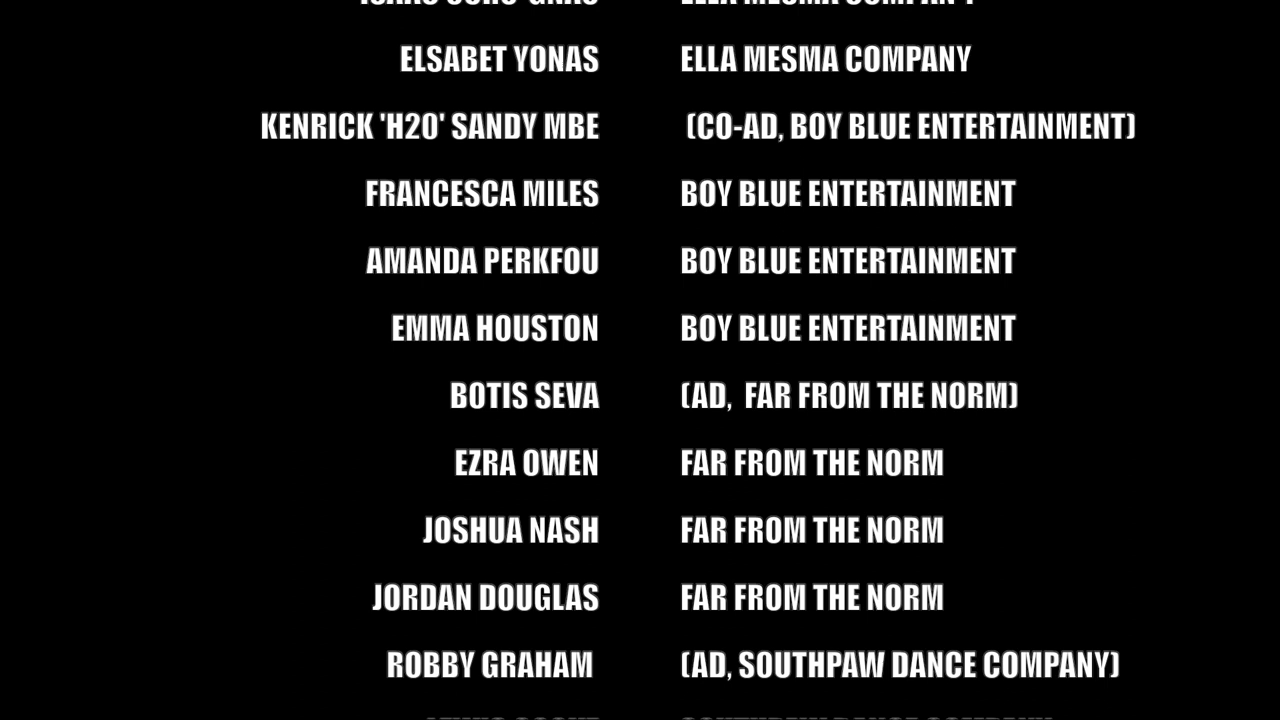 ELLA MESMA COMPANY
ELSABET YONAS ELLA MESMA COMPANY
KENRICK 'H20' SANDY MBE (CO-AD, BOY BLUE ENTERTAINMENT)
FRANCESCA MILES BOY BLUE ENTERTAINMENT
AMANDA PERKFOU BOY BLUE ENTERTAINMENT
EMMA HOUSTON BOY BLUE ENTERTAINMENT
BOTIS SEVA (AD, FAR FROM THE NORM)
EZRA OWEN FAR FROM THE NORM
JOSHUA NASH FAR FROM THE NORM
JORDAN DOUGLAS FAR FROM THE NORM
ROBBY GRAHAM (AD, SOUTHPAW DANCE COMPANY)